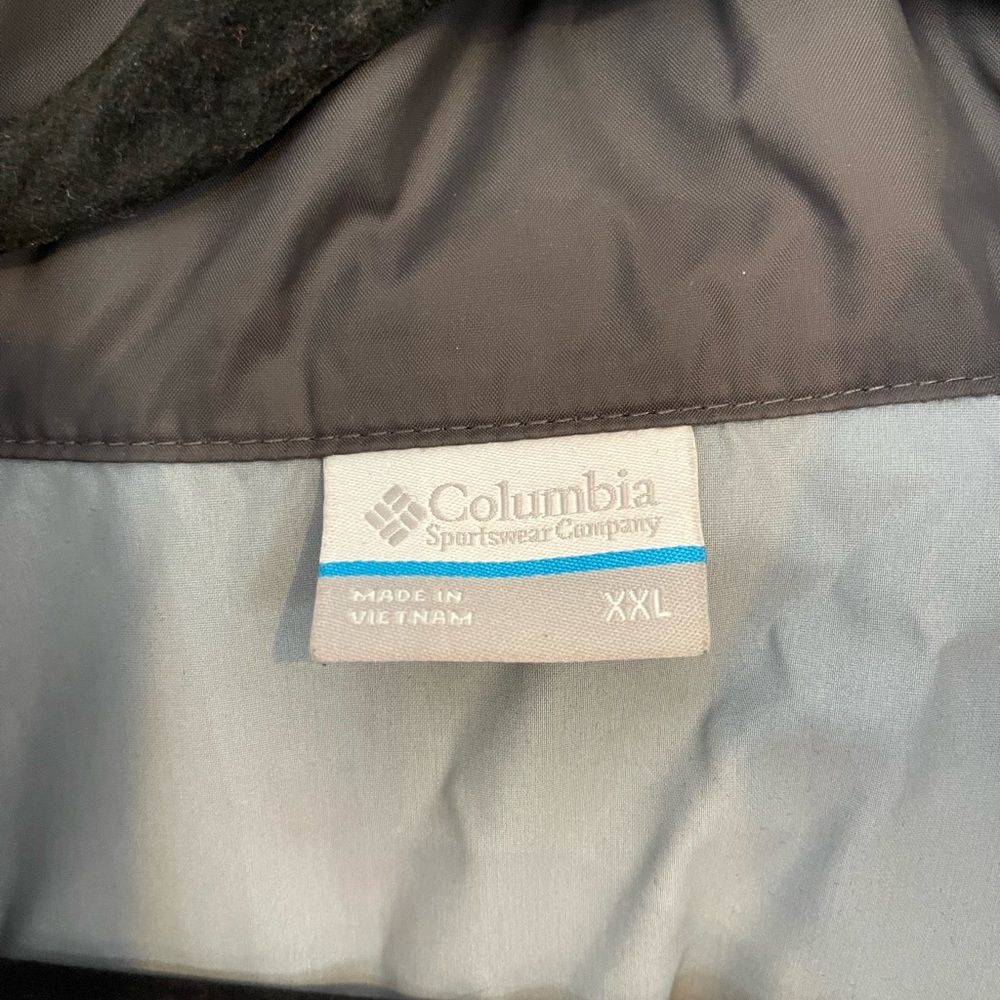 Columbia
Sportswear Company
MADE IN
VIETNAM
XXL